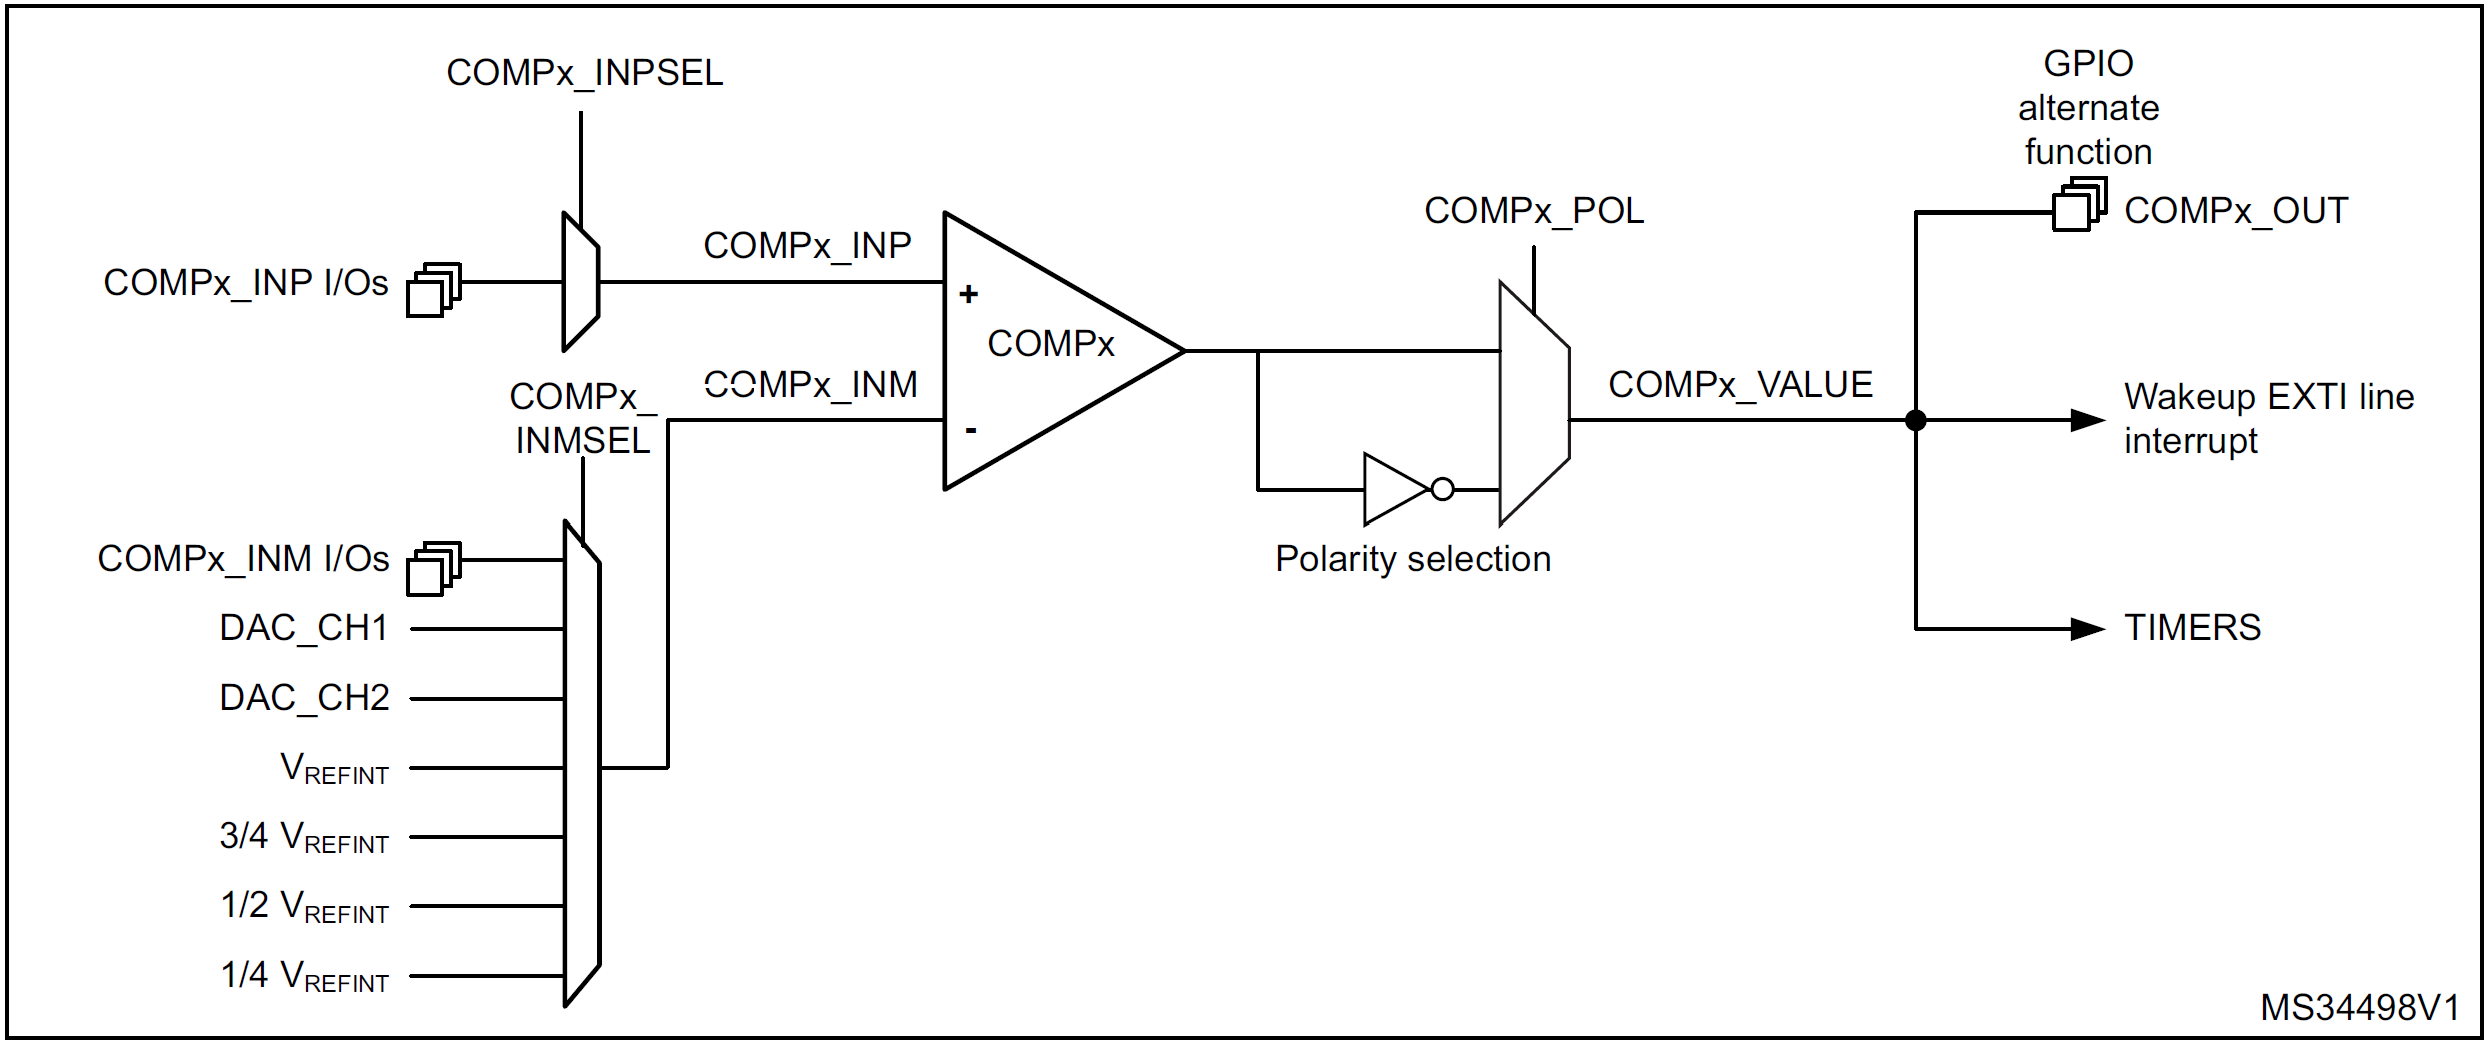 COMPx_INPSEL
COMPx_INP I/Os
COMPx_INP
+
COMPx
-
COMPx_INM
COMPx_
INMSEL
COMPx_INM I/Os
DAC_CH1
DAC_CH2
VREFINT
3/4 VREFINT
1/2 VREFINT
1/4 VREFINT
COMPx_POL
Polarity selection
COMPx_VALUE
GPIO
alternate
function
COMPx_OUT
Wakeup EXTI line
interrupt
TIMERS
MS34498V1